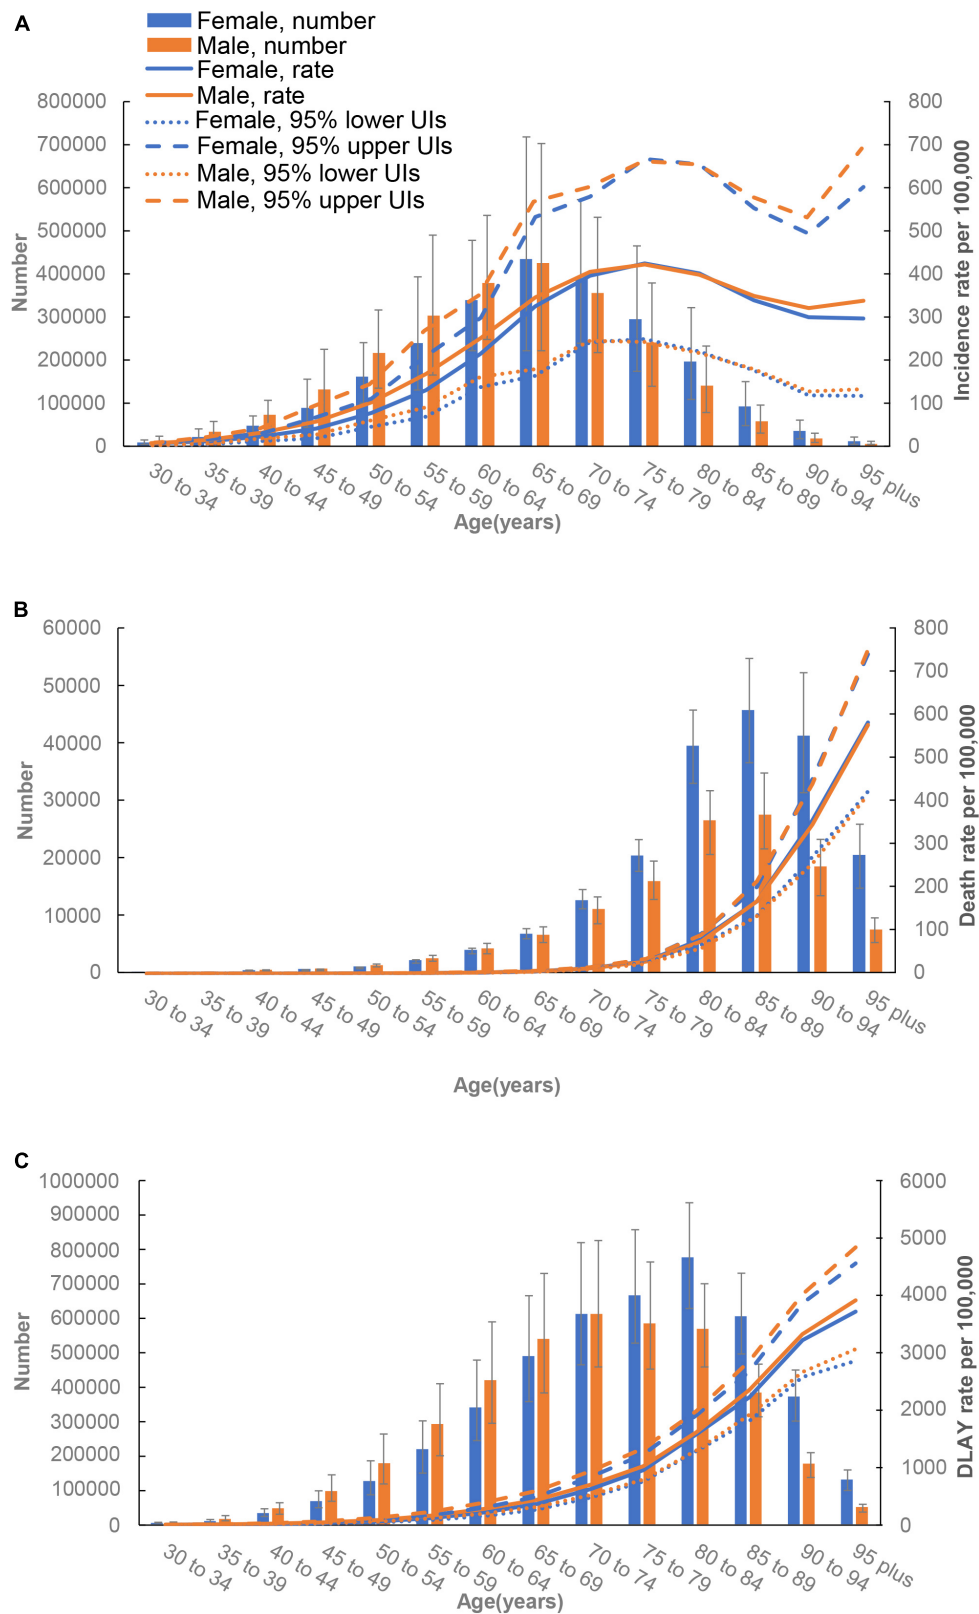 A
Female, number
Male, number
Female, rate
Male, rate
Female, 95% lower UIs
Female, 95% upper UIs
Male, 95% lower UIs
Male, 95% upper UIs
800000
700000
600000
500000
400000
300000
200000
100000
0
Number
800
700
600
500
400
300
200
100
0
Incidence rate per 100,000
30 to 34
35 to 39
40 to 44
45 to 49
50 to 54
55 to 59
60 to 64
65 to 69
70 to 74
75 to 79
80 to 84
85 to 89
90 to 94
95 plus
Age(years)
B
60000
50000
40000
30000
20000
10000
0
Number
800
700
600
500
400
300
200
100
0
Death rate per 100,000
30 to 34
35 to 39
40 to 44
45 to 49
50 to 54
55 to 59
60 to 64
65 to 69
70 to 74
75 to 79
80 to 84
85 to 89
90 to 94
95 plus
Age(years)
C
1000000
900000
800000
700000
600000
500000
400000
300000
200000
100000
0
Number
6000
5000
4000
3000
2000
1000
0
DLAY rate per 100,000
30 to 34
35 to 39
40 to 44
45 to 49
50 to 54
55 to 59
60 to 64
65 to 69
70 to 74
75 to 79
80 to 84
85 to 89
90 to 94
95 plus
Age(years)